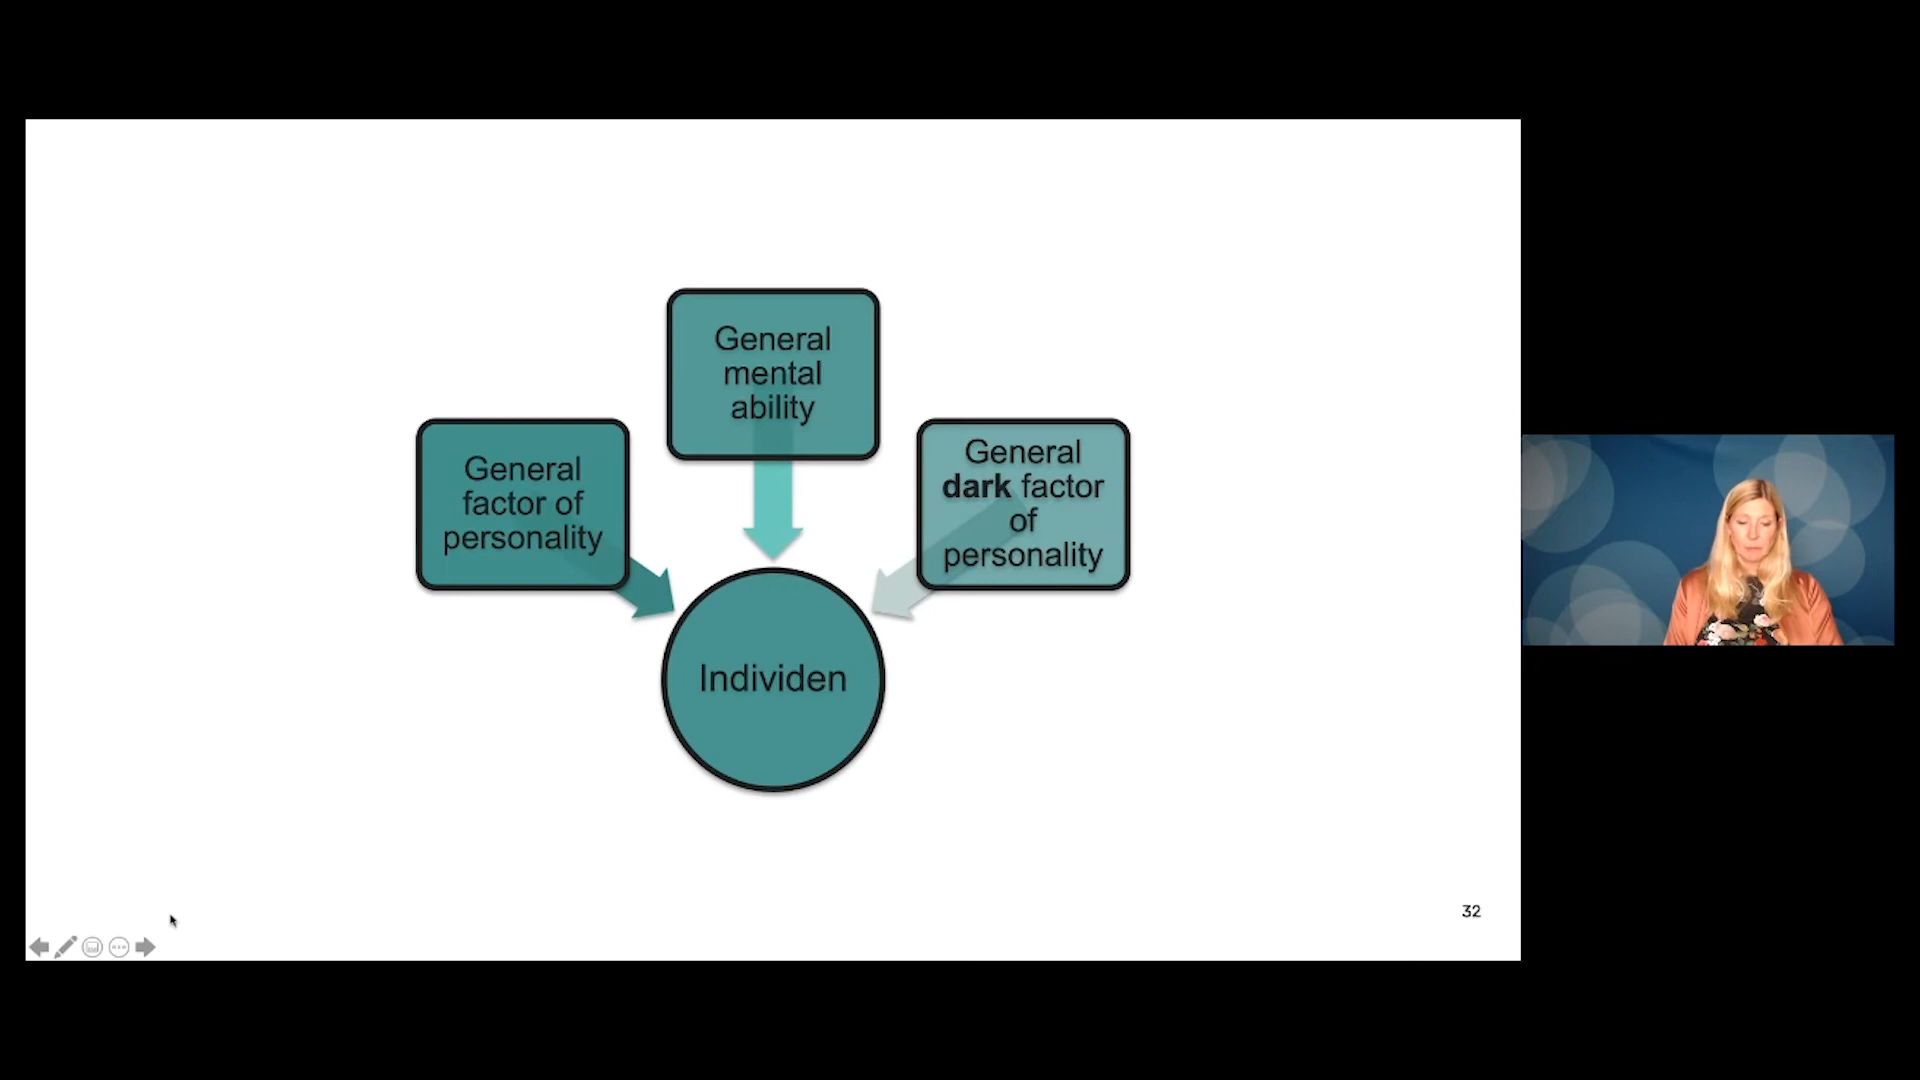 General
mental
ability
General
factor of
personality
General
dark factor
of
personality
Individen
32